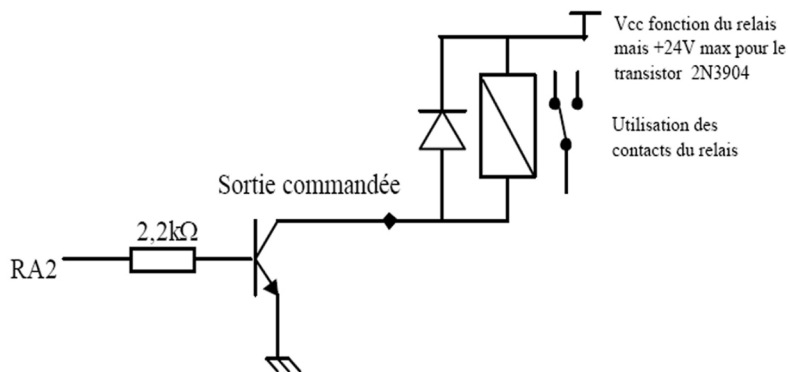 Vcc fonction du relais
mais +24V max pour le
transistor 2N3904
Utilisation des
contacts du relais
Sortie commandée
2,2kΩ
RA2